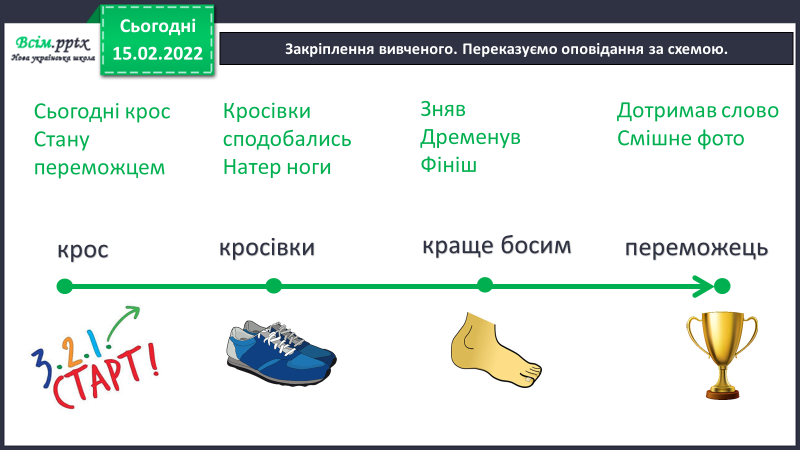 Сьогодні
15.02.2022
Всім.pptx
Нова українська школа
Закріплення вивченого. Переказуємо оповідання за схемою.
Сьогодні крос
Стану
переможцем
Кросівки
сподобались
Натер ноги
Зняв
Дременув
Фініш
Дотримав слово
Смішне фото
крос
кросівки
краще босим
переможець
3.2.1.
СТАРТ!